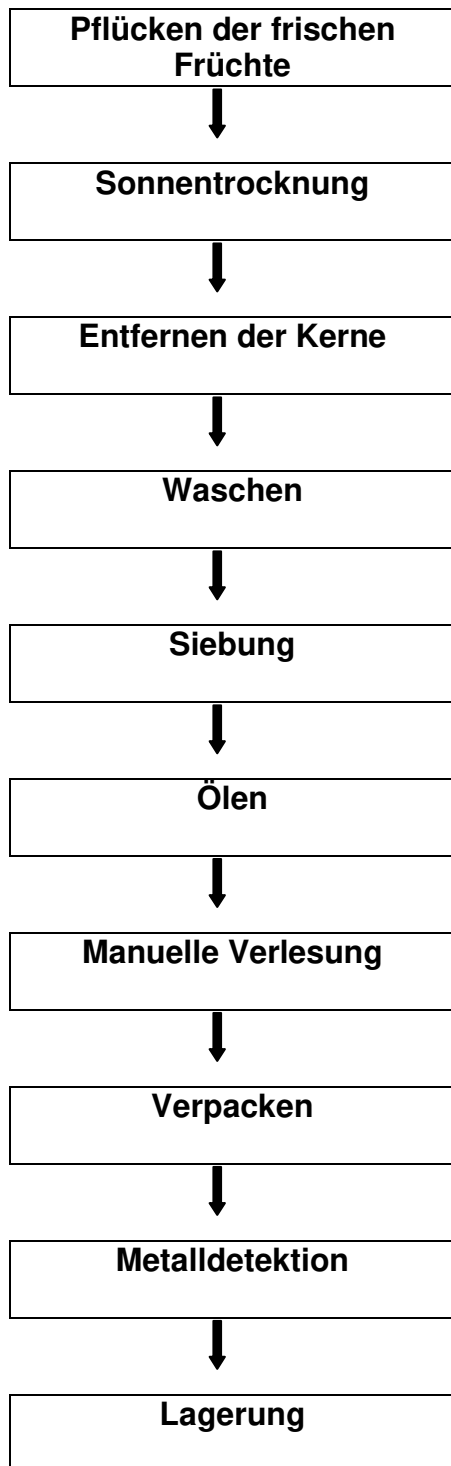 Pflücken der frischen
Früchte
Sonnentrocknung
Entfernen der Kerne
Waschen
Siebung
Ölen
Manuelle Verlesung
Verpacken
Metalldetektion
Lagerung